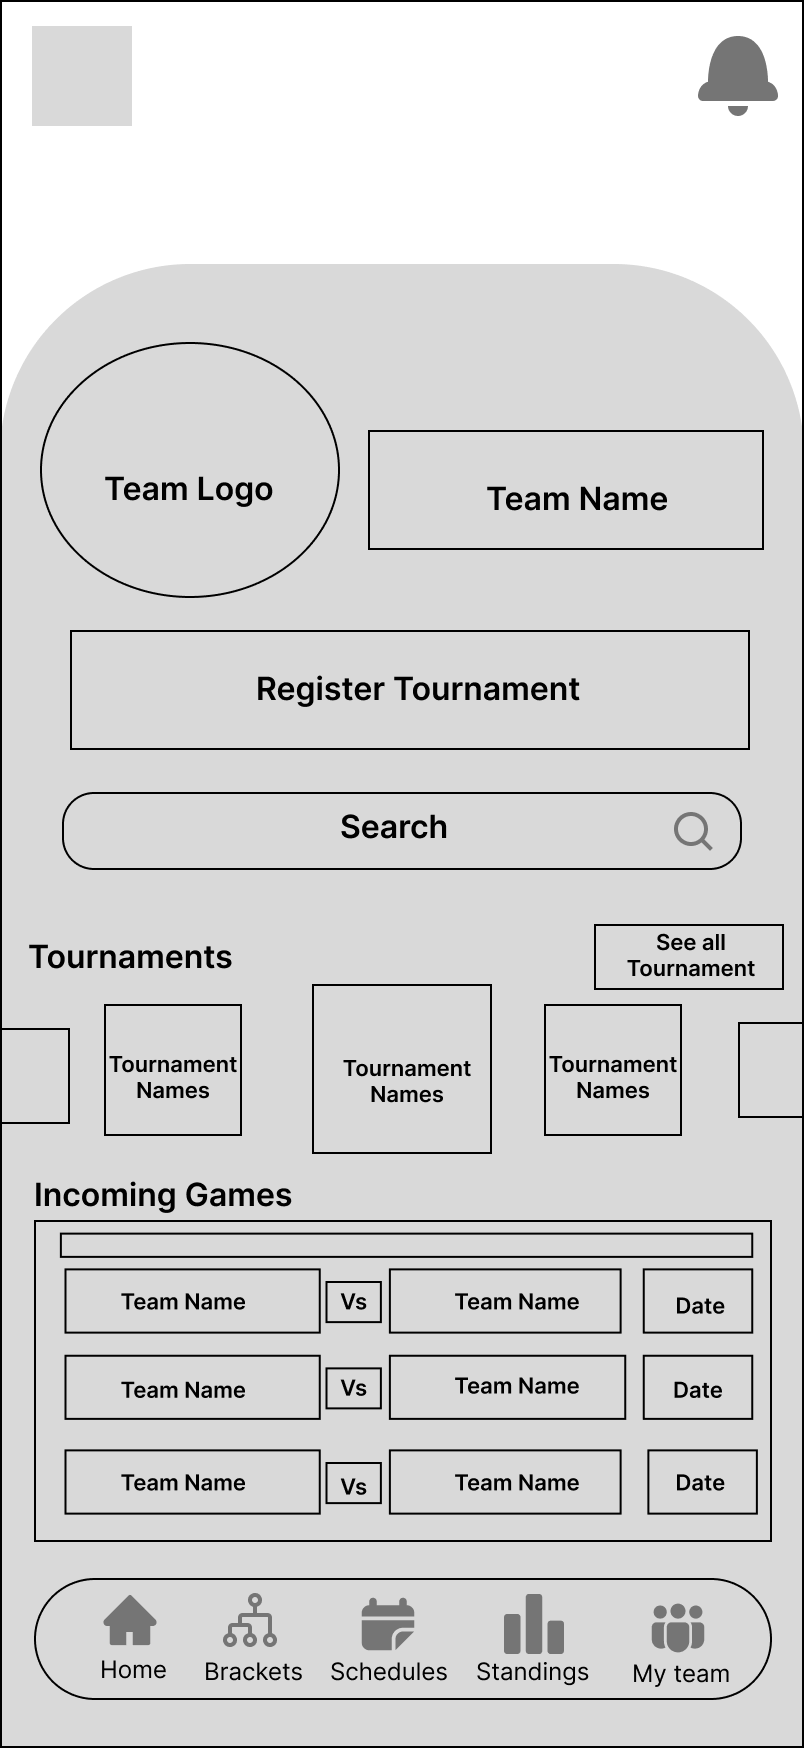 Team Logo
Team Name
Register Tournament
Search
Tournaments
See all
Tournament
Tournament
Names
Tournament
Names
Tournament
Names
Incoming Games
Team Name
Vs
Team Name
Date
Team Name
Vs
Team Name
Date
Team Name
Vs
Team Name
Date
Home
Brackets
Schedules
Standings
My team